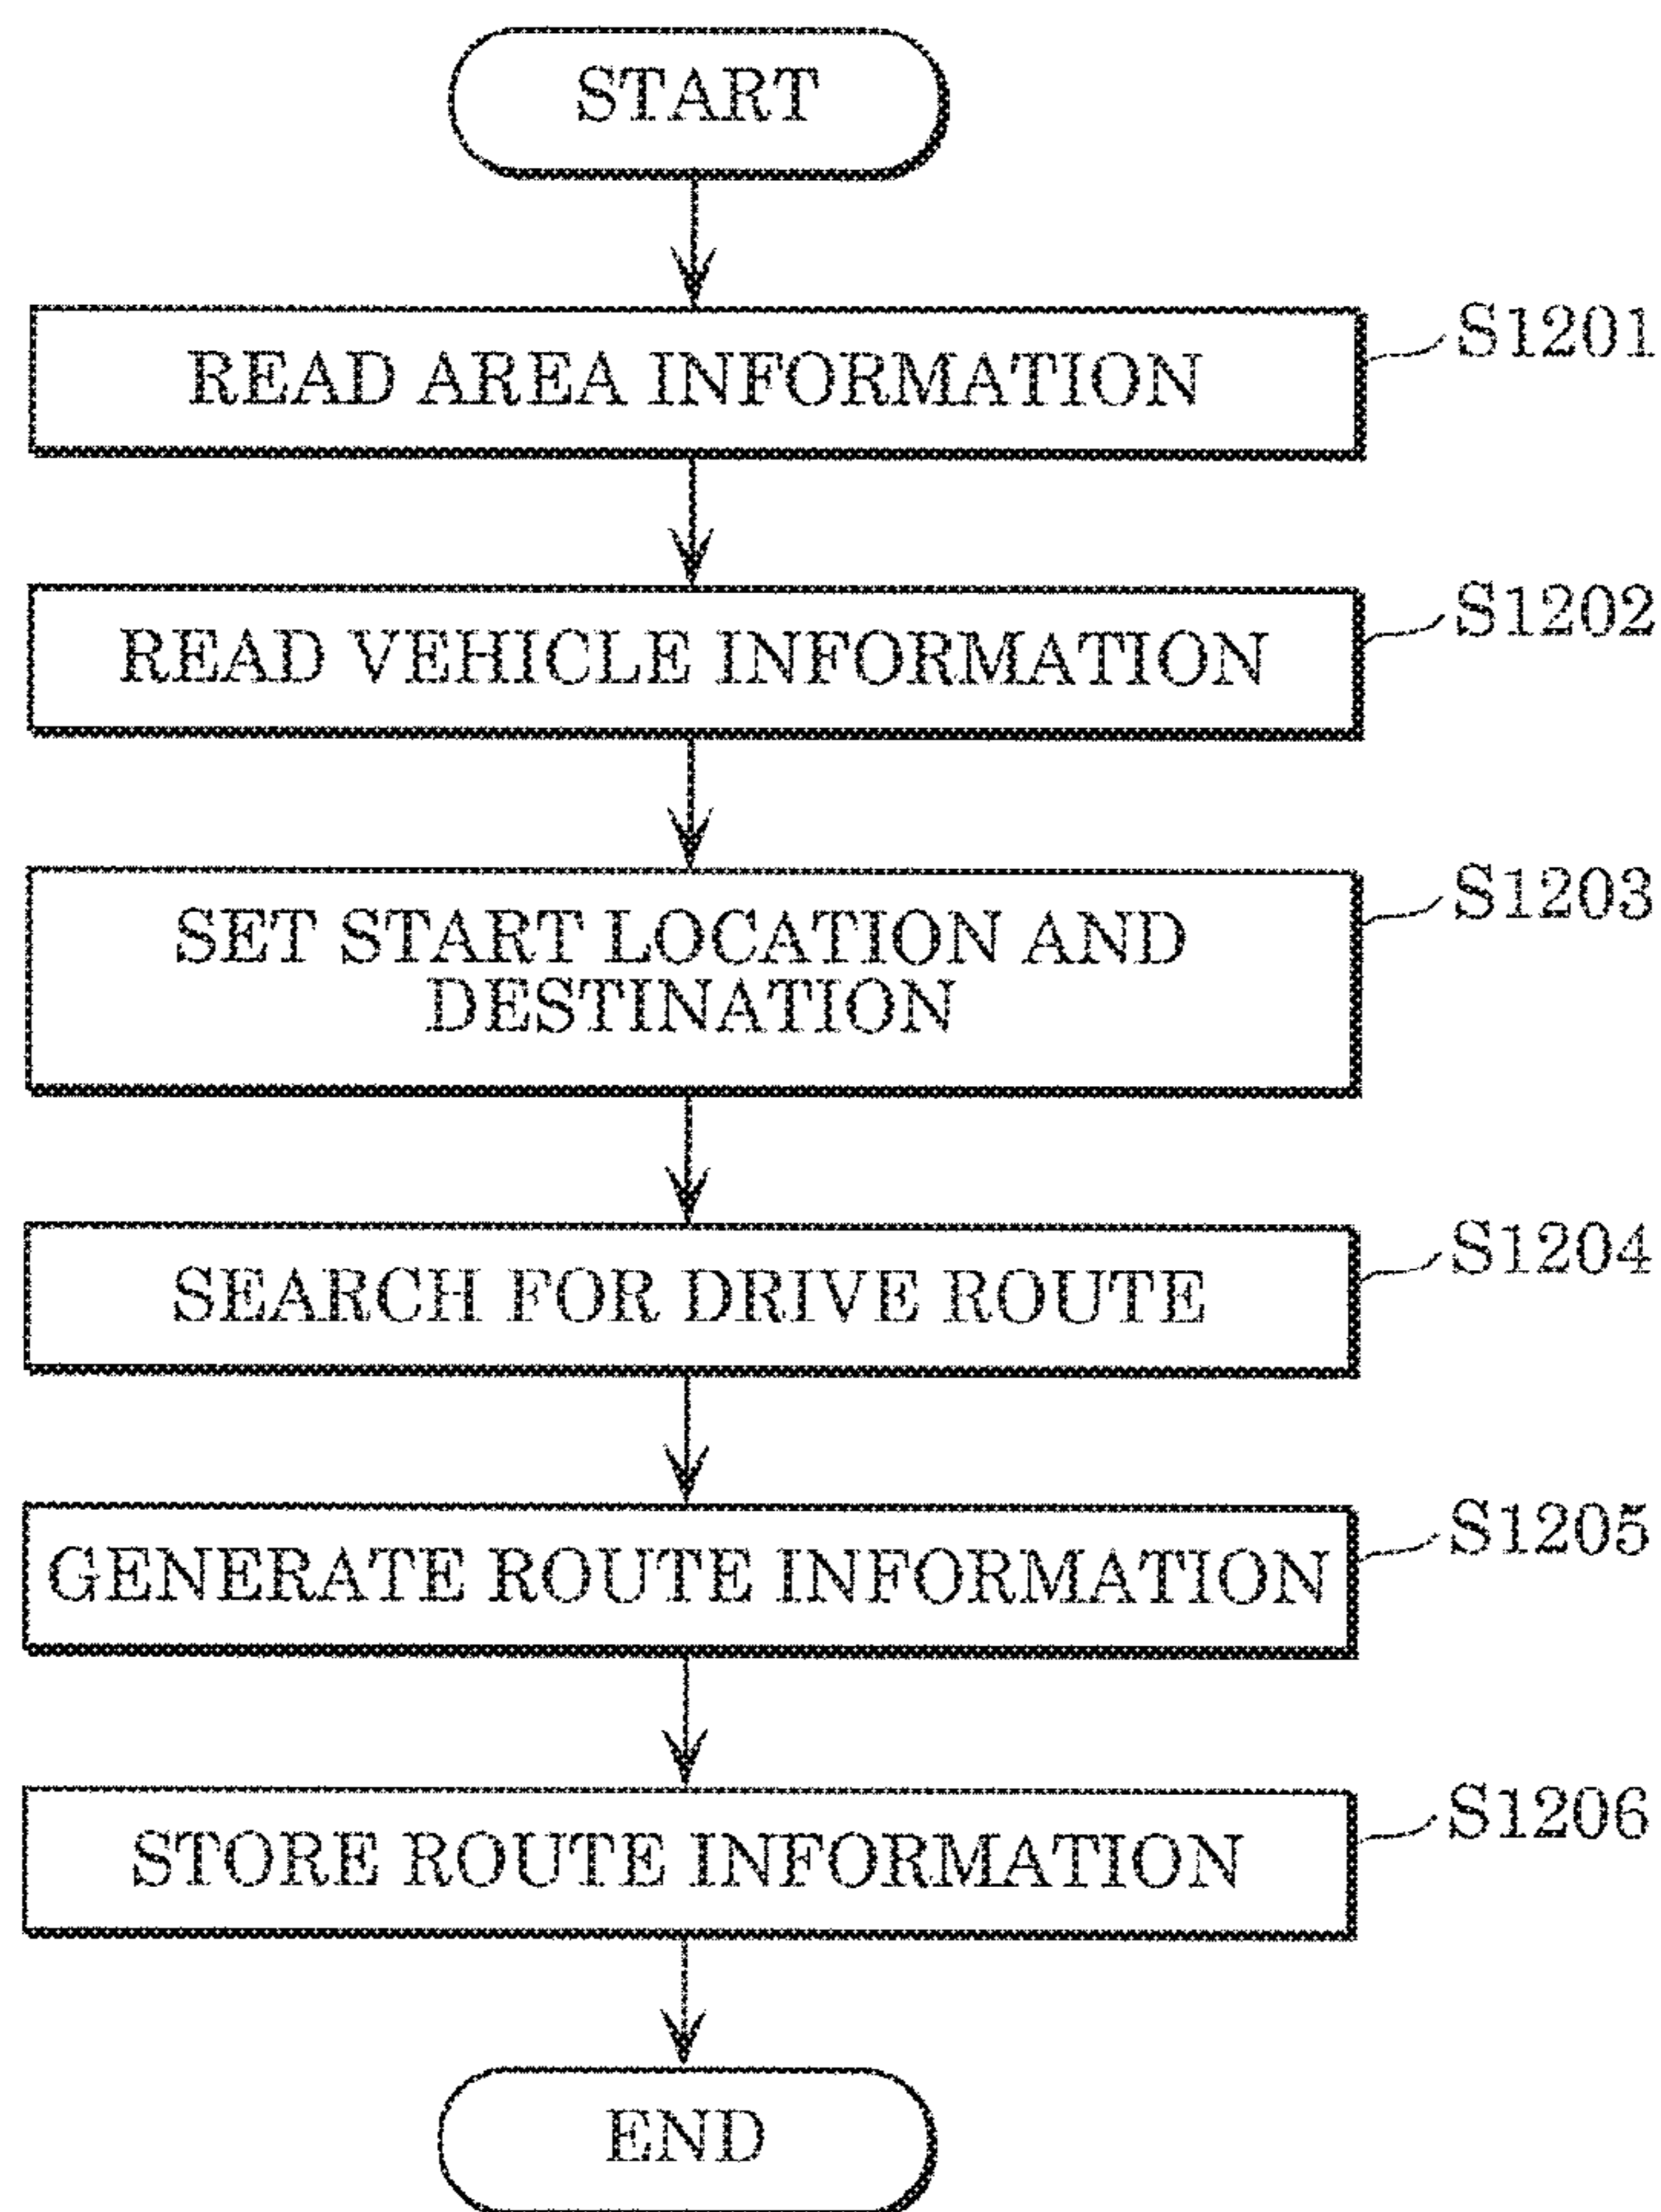 START
READ AREA INFORMATION
S1201
READ VEHICLE INFORMATION
S1202
SET START LOCATION AND
DESTINATION
S1203
SEARCH FOR DRIVE ROUTE
S1204
GENERATE ROUTE INFORMATION
S1205
STORE ROUTE INFORMATION
S1206
END